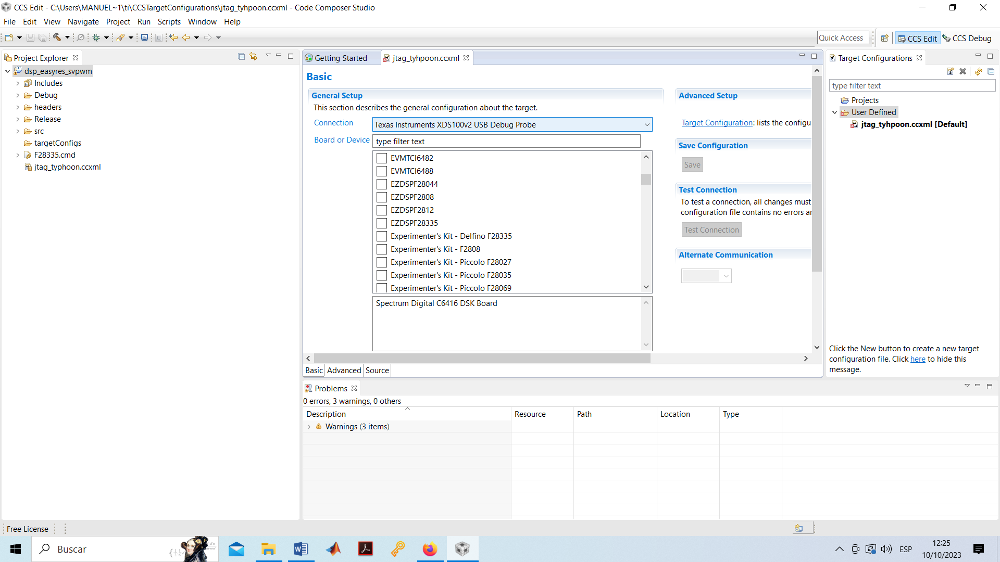 CCS Edit - C:\Users\MANUEL~1\ti\CCSTargetConfigurations\jtag_tyhpoon.ccxml - Code Composer Studio
File Edit View Navigate Project Run Scripts Window Help
Quick Access
CCS Edit
CCS Debug
Project Explorer
dsp_easyres_svpwm
Includes
Debug
headers
Release
src
targetConfigs
F28335.cmd
jtag_typhoon.ccxml
Getting Started
jtag_tyhpoon.ccxml
Basic
General Setup
This section describes the general configuration about the target.
Connection
Texas Instruments XDS100v2 USB Debug Probe
Board or Device
type filter text
EVMTCI6482
EVMTCI6488
EZDSPF28044
EZDSPF2808
EZDSPF2812
EZDSPF28335
Experimenter's Kit - Delfino F28335
Experimenter's Kit - F2808
Experimenter's Kit - Piccolo F28027
Experimenter's Kit - Piccolo F28035
Experimenter's Kit - Piccolo F28069
Spectrum Digital C6416 DSK Board
Advanced Setup
Target Configuration: lists the configu
Save Configuration
Save
Test Connection
To test a connection, all changes must
configuration file contains no errors a
Test Connection
Alternate Communication
Basic
Advanced
Source
Target Configurations
type filter text
Projects
User Defined
jtag_tyhpoon.ccxml [Default]
Click the New button to create a new target
configuration file. Click here to hide this
message.
Problems
0 errors, 3 warnings, 0 others
Description
Resource
Path
Location
Type
Warnings (3 items)
Free License
Buscar
ESP
12:25
10/10/2023